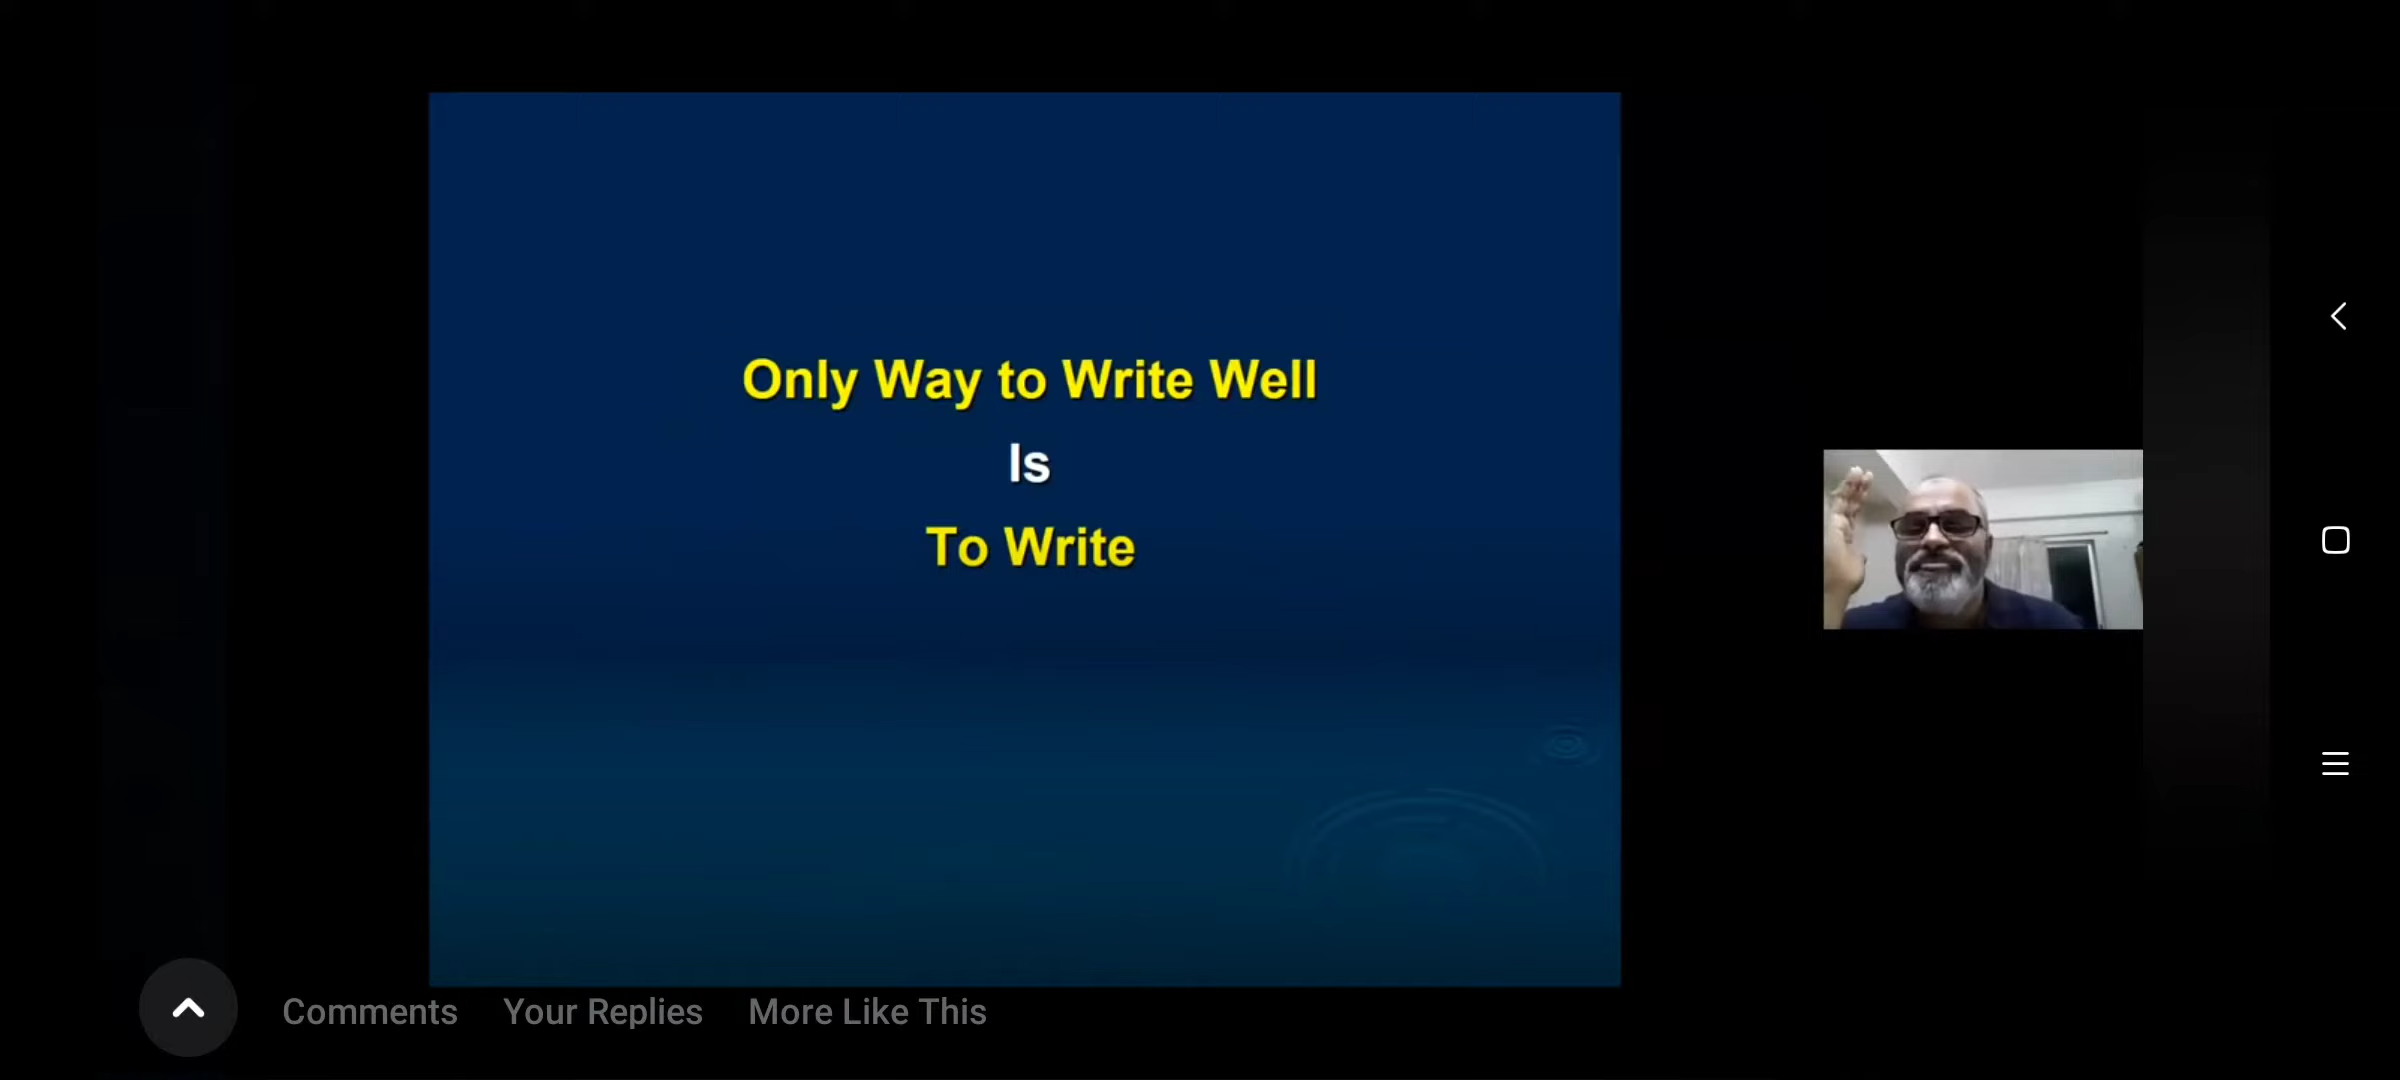 Only Way to Write Well
Is
To Write
Comments Your Replies More Like This